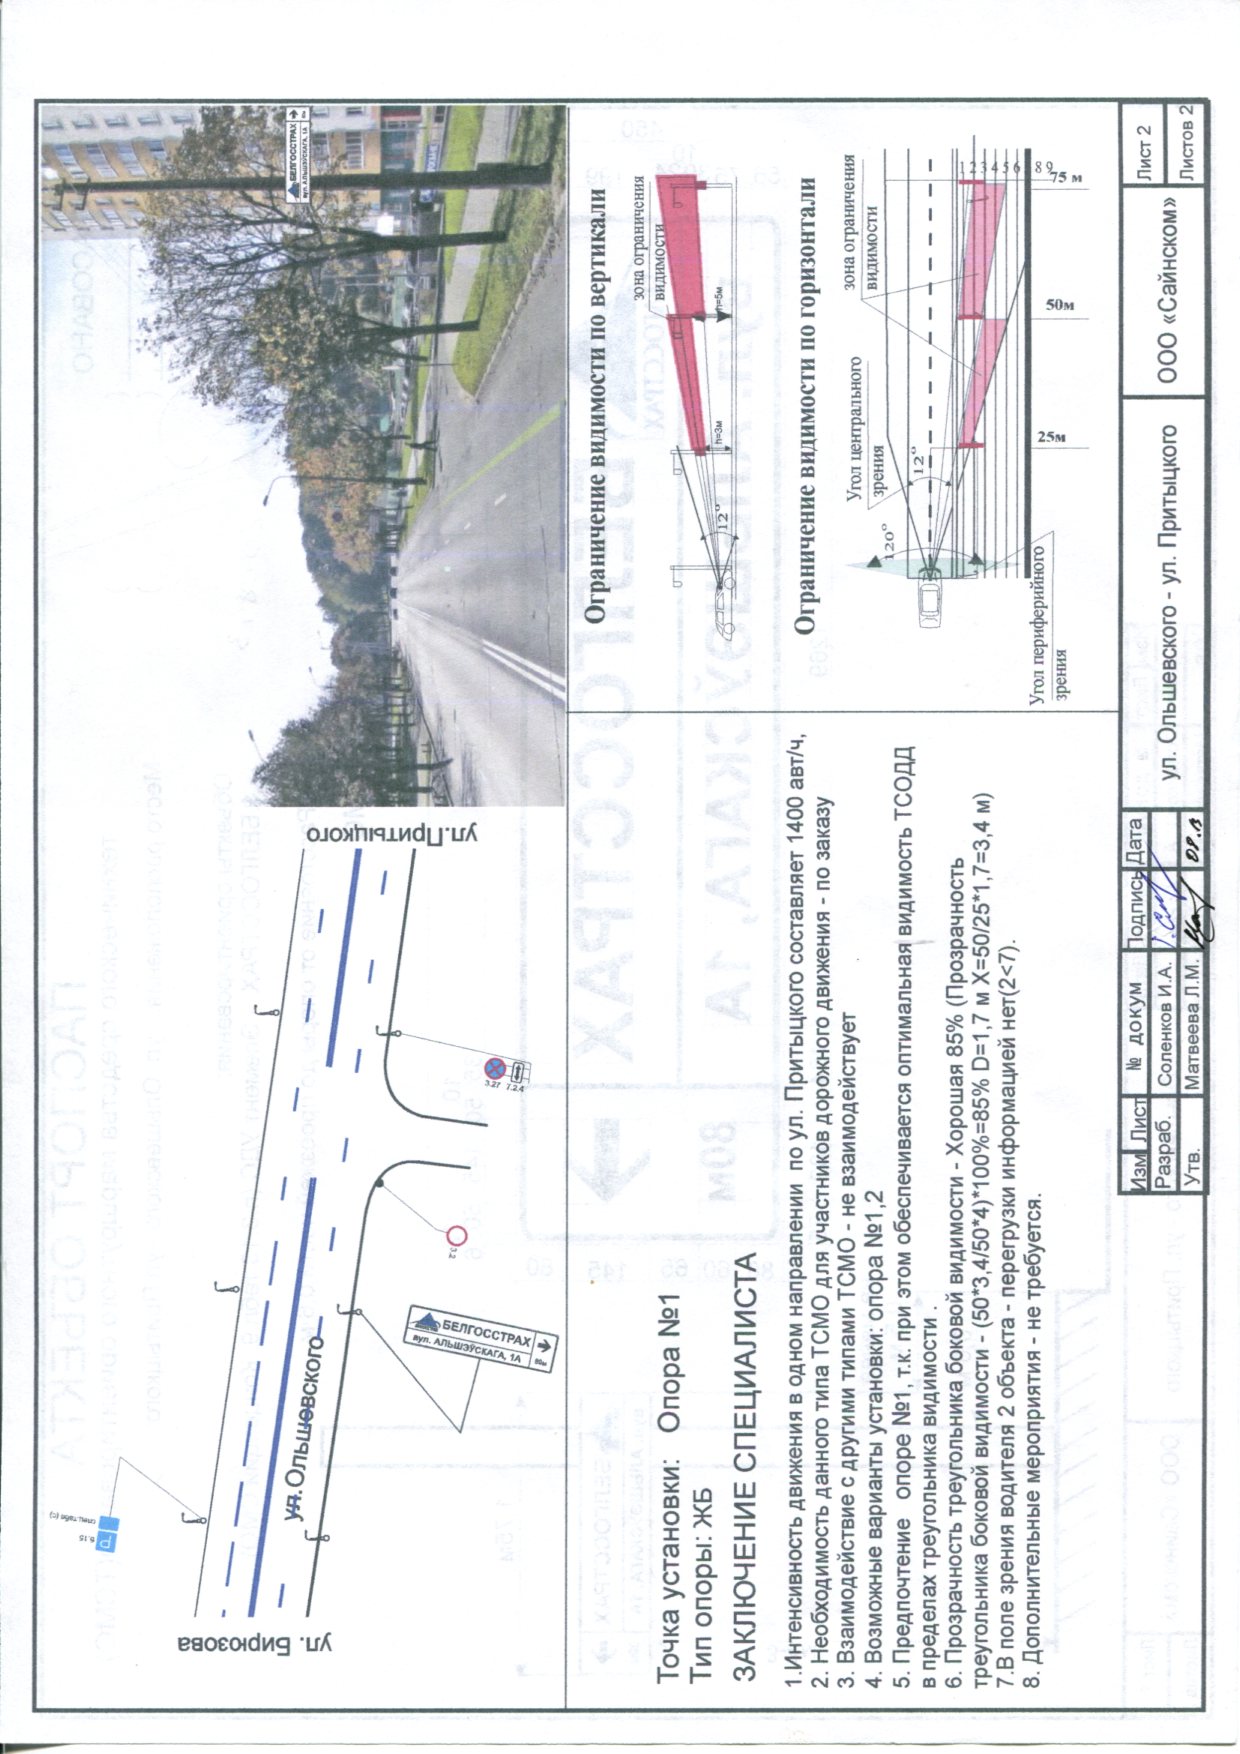 ул. Бирюзова
5.15
ул.Ольшевского
ул.Притыцкого
3.2
3.27 7.2.4
БЕЛГОССТРАХ
вул. АЛЬШЭЎСКАГА, 1А
80м
БЕЛГОССТРАХ
вул. АЛЬШЭЎСКАГА, 1А
80м
Точка установки: Опора №1
Тип опоры: ЖБ
ЗАКЛЮЧЕНИЕ СПЕЦИАЛИСТА
1.Интенсивность движения в одном направлении по ул. Притыцкого составляет 1400 авт/ч,
2. Необходимость данного типа ТСМО для участников дорожного движения - по заказу
3. Взаимодействие с другими типами ТСМО - не взаимодействует
4. Возможные варианты установки: опора №1,2
5. Предпочтение опоре №1, т.к. при этом обеспечивается оптимальная видимость ТСОДД
в пределах треугольника видимости .
6. Прозрачность треугольника боковой видимости - Хорошая 85% (Прозрачность
треугольника боковой видимости - (50*3,4/50*4)*100%=85% D=1,7 м X=50/25*1,7=3,4 м)
7.В поле зрения водителя 2 объекта - перегрузки информацией нет(2<7).
8. Дополнительные мероприятия - не требуется.
Ограничение видимости по вертикали
зона ограничения
видимости
12°
h=3м
h=5м
Ограничение видимости по горизонтали
Угол центрального
зрения
зона ограничения
видимости
120°
12°
1 2 3 4 5 6 8 9
25м
50м
75 м
Угол периферийного
зрения
Изм Лист № докум Подпись Дата
Разраб. Соленков И.А.
Утв. Матвеева Л.М. 09.13
ул. Ольшевского - ул. Притыцкого
ООО «Сайнском»
Лист 2
Листов 2